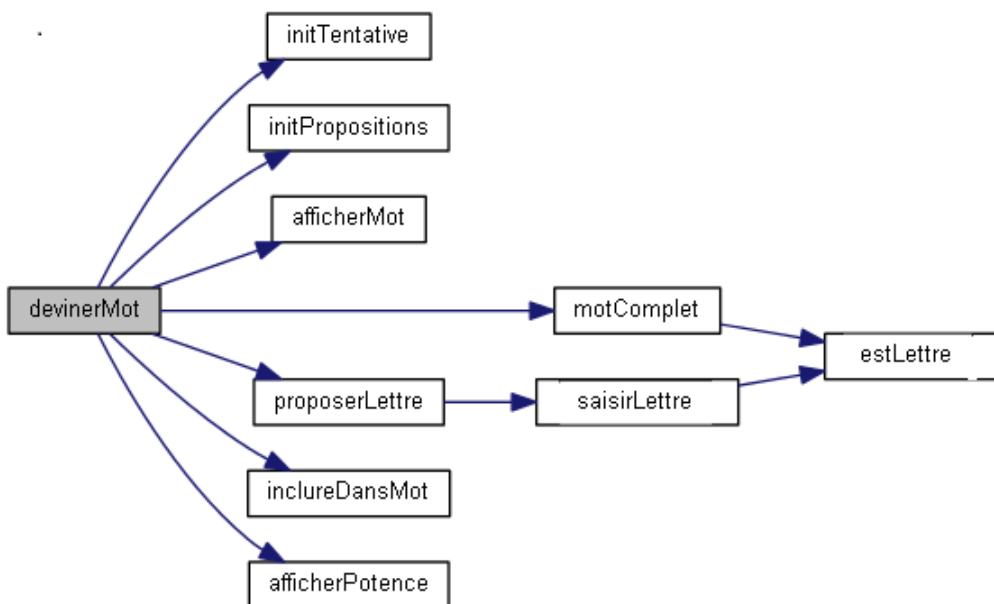 initTentative
initPropositions
afficherMot
devinerMot
motComplet
estLettre
proposerLettre
saisirLettre
inclureDansMot
afficherPotence